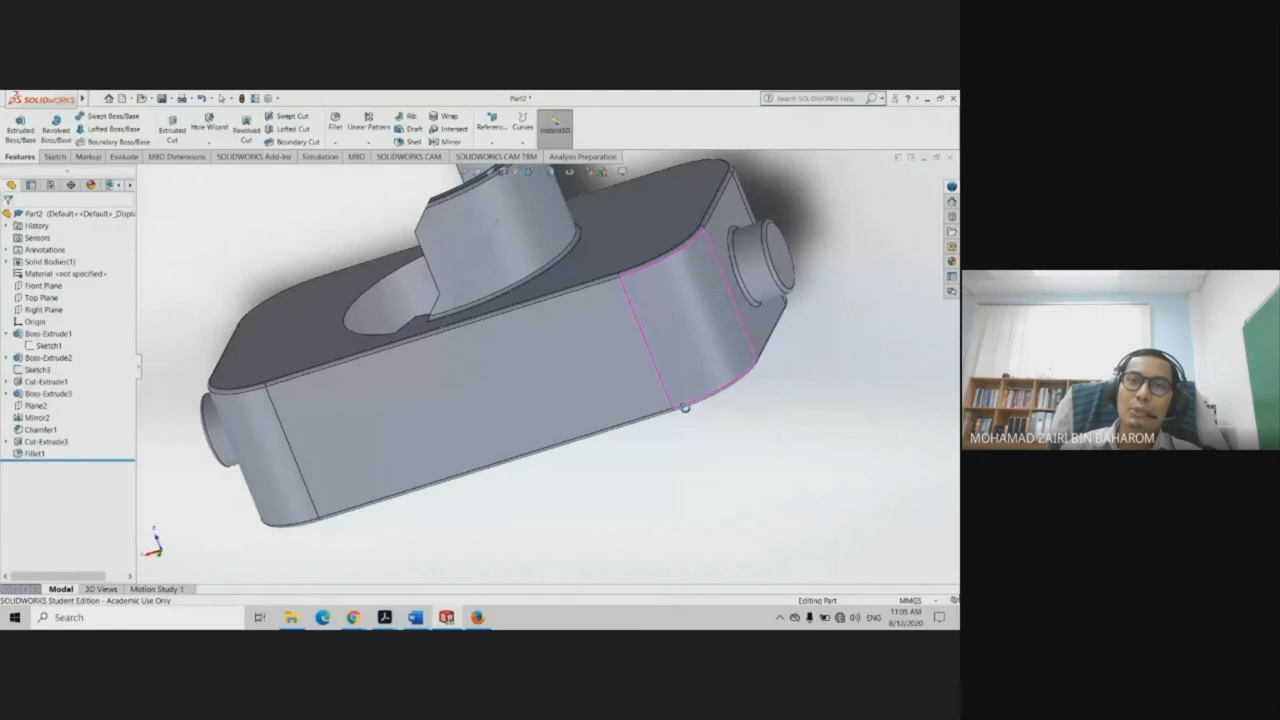 SOLIDWORKS
Part2 *
Search SOLIDWORKS Help
Extruded Boss/Base
Revolved Boss/Base
Swept Boss/Base
Lofted Boss/Base
Boundary Boss/Base
Extruded Cut
Hole Wizard
Revolved Cut
Swept Cut
Lofted Cut
Boundary Cut
Fillet
Linear Pattern
Rib
Draft
Shell
Wrap
Intersect
Mirror
Referenc...
Curves
Instant3D
Features Sketch Markup Evaluate MBD Dimensions SOLIDWORKS Add-Ins Simulation MBD SOLIDWORKS CAM SOLIDWORKS CAM TBM Analysis Preparation
Part2 (Default<<Default>_Displa
History
Sensors
Annotations
Solid Bodies(1)
Material <not specified>
Front Plane
Top Plane
Right Plane
Origin
Boss-Extrude1
Sketch1
Boss-Extrude2
Sketch3
Cut-Extrude1
Boss-Extrude3
Plane2
Mirror2
Chamfer1
Cut-Extrude3
Fillet1
Model 3D Views Motion Study 1
SOLIDWORKS Student Edition - Academic Use Only
Editing Part
MMGS
Search
ENG
11:05 AM
8/12/2020
MOHAMAD ZAIRI BIN BAHAROM